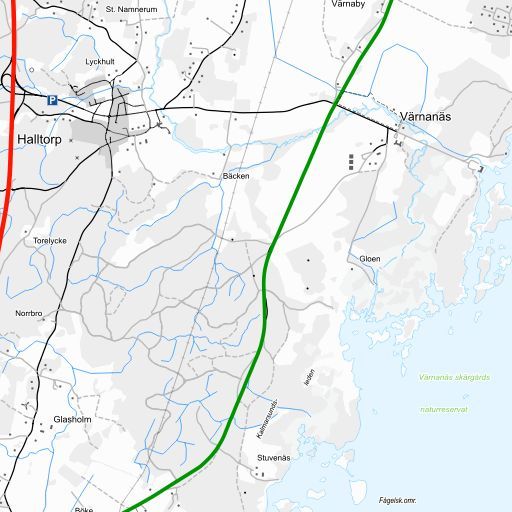 Värnaby
St. Namnerum
Lyckhult
P
Värnanäs
Halltorp
Bäcken
Torelycke
Gloen
Norrbro
Värnanäs skärgårds
naturreservat
Kalmarsunds-
leden
Glasholm
Stuvenäs
Fågelsk.omr.
Böke